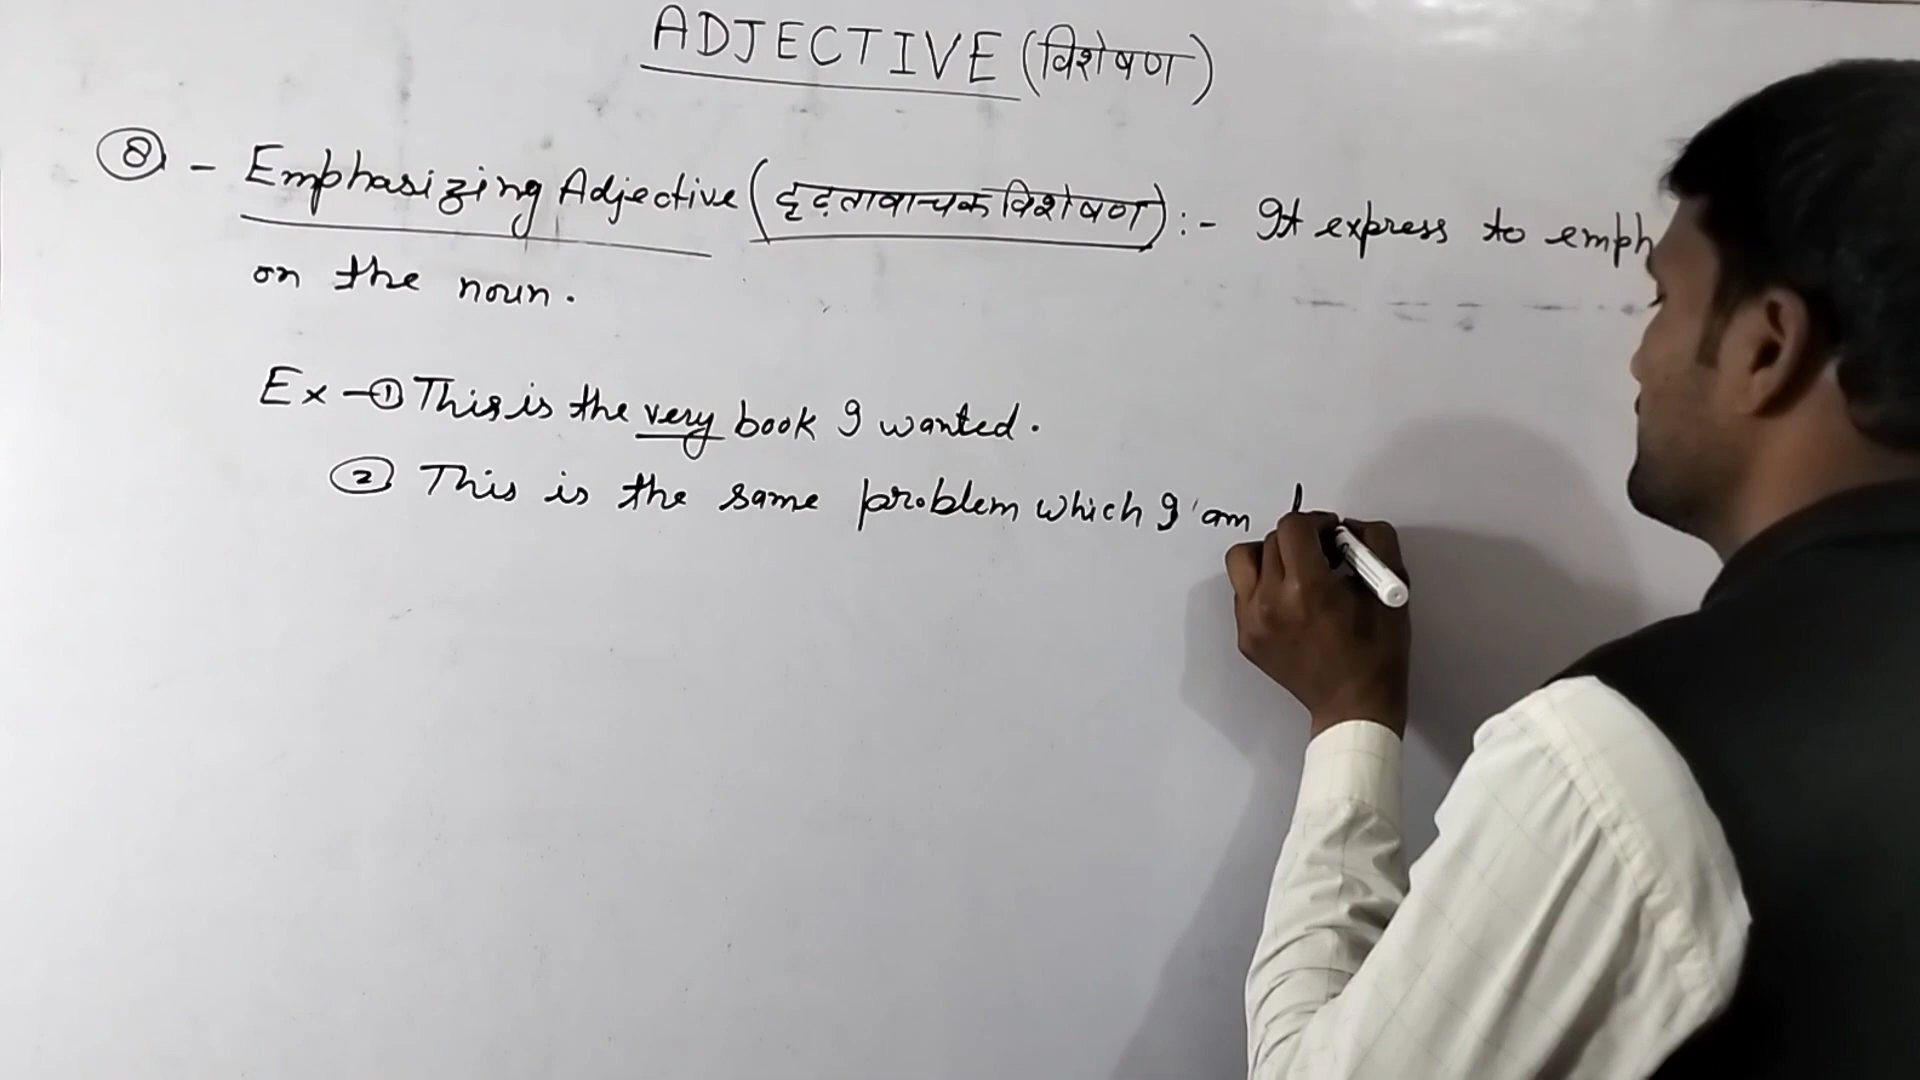 ADJECTIVE (विशेषण)
⑧ - Emphasizing Adjective (दृढ़तावाचक विशेषण) :- It express to
on the noun.
Ex - ① This is the very book I wanted.
② This is the same problem which I am